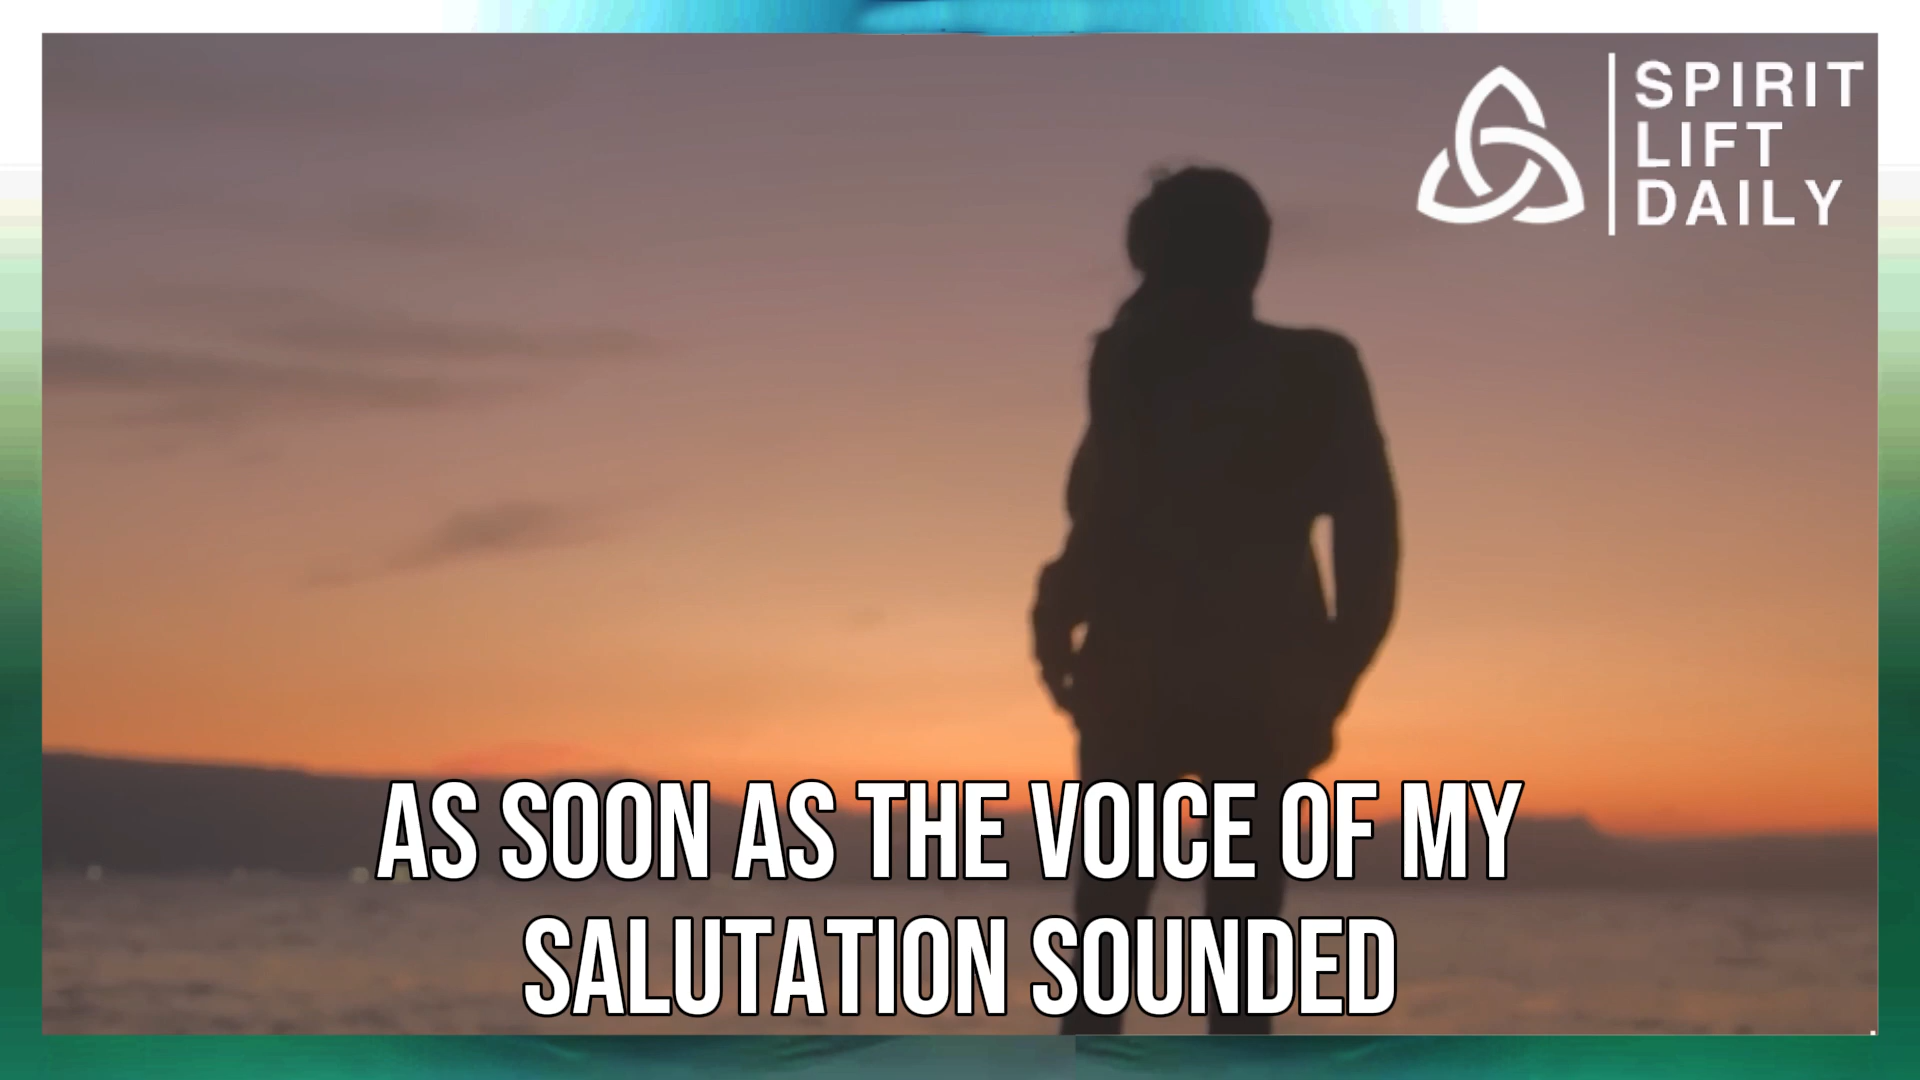 SPIRIT
LIFT
DAILY
AS SOON AS THE VOICE OF MY
SALUTATION SOUNDED